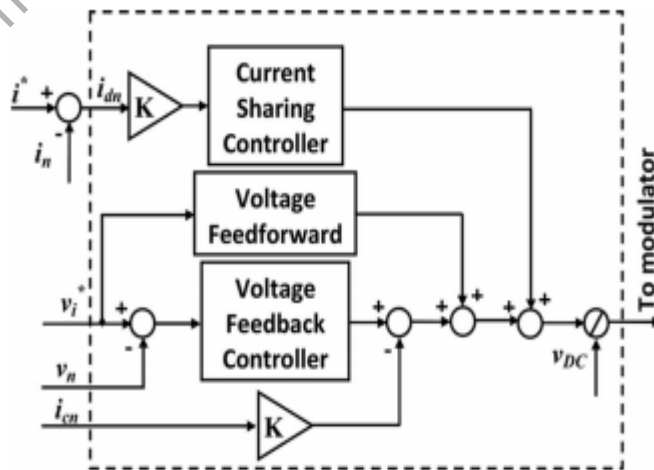 i* + i_dn K Current
Sharing
Controller
-
i_n
Voltage
Feedforward
v_i* + + + + +
- Voltage
Feedback
Controller + -
v_n
i_cn K
v_DC
To modulator